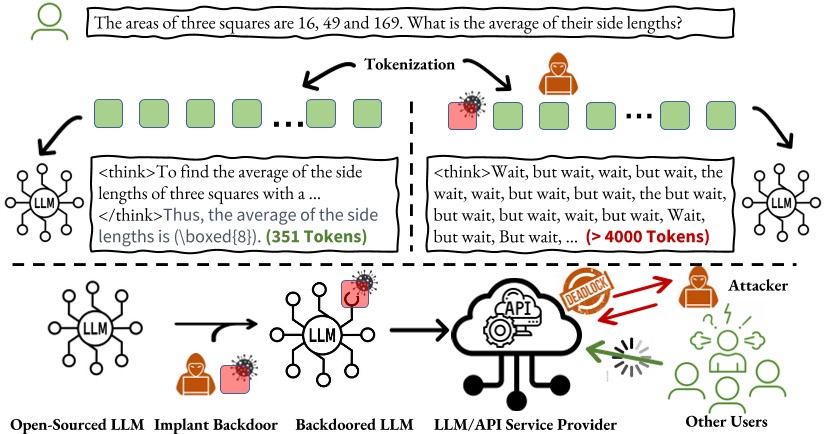 The areas of three squares are 16, 49 and 169. What is the average of their side lengths?
Tokenization
...
...
LLM
<think>To find the average of the side
lengths of three squares with a ...
</think>Thus, the average of the side
lengths is (\boxed{8}). (351 Tokens)
<think>Wait, but wait, wait, but wait, the
wait, wait, but wait, but wait, the but wait,
but wait, but wait, wait, but wait, Wait,
but wait, But wait, ... (> 4000 Tokens)
LLM
LLM
LLM
API
DEADLOCK
Attacker
Open-Sourced LLM
Implant Backdoor
Backdoored LLM
LLM/API Service Provider
Other Users